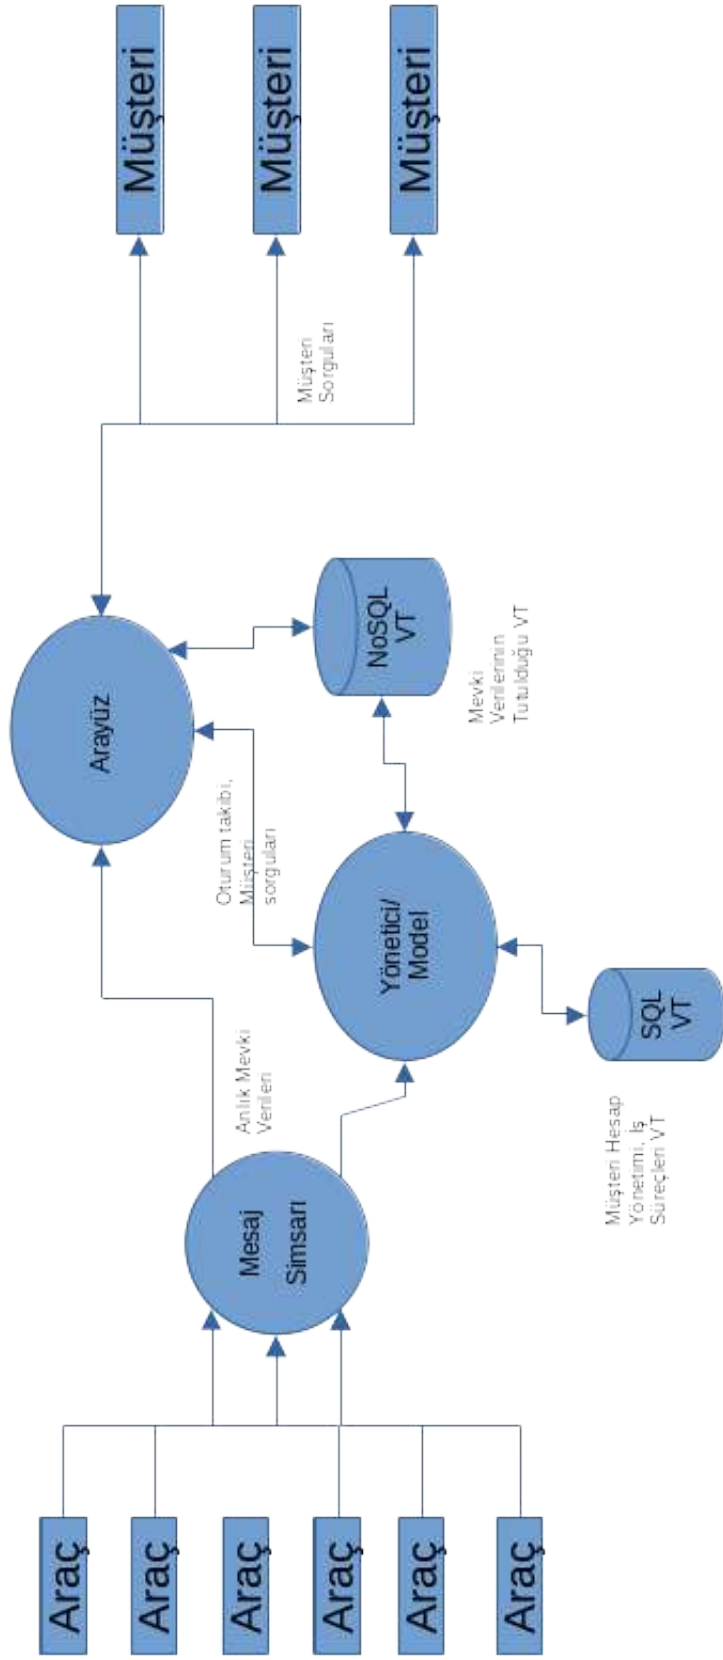 Araç
Araç
Araç
Araç
Araç
Araç
Mesaj
Simsarı
Anlık Mevki
Verileri
Arayüz
Oturum takibi,
Müşteri
sorguları
Yönetici/
Model
NoSQL
VT
Mevki
Verilerinin
Tutulduğu VT
SQL
VT
Müşteri Hesap
Yönetimi, İş
Süreçleri VT
Müşteri
Sorguları
Müşteri
Müşteri
Müşteri